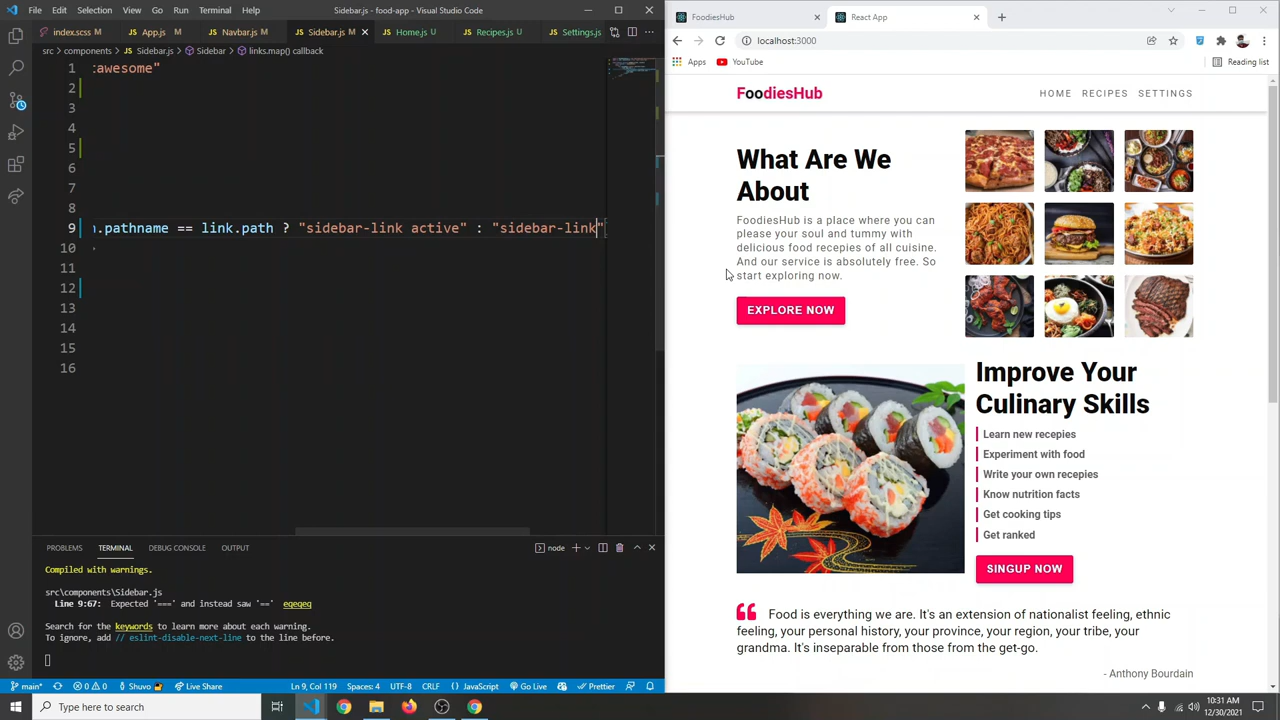 File Edit Selection View Go Run Terminal Help Sidebar.js - food-app - Visual Studio Code
index.scss M App.js M Navbar.js M Sidebar.js M Home.js U Recipes.js U Settings.js
src > components > Sidebar.js > Sidebar > links.map() callback
1 :awesome"
2
3
4
5
6
7
8
9 n.pathname == link.path ? "sidebar-link active" : "sidebar-link"
10
11
12
13
14
15
16
PROBLEMS TERMINAL DEBUG CONSOLE OUTPUT node
Compiled with warnings.
src\components\Sidebar.js
Line 9:67: Expected '===' and instead saw '==' eqeqeq
Search for the keywords to learn more about each warning.
To ignore, add // eslint-disable-next-line to the line before.
main* 0 0 Shuvo Live Share Ln 9, Col 119 Spaces: 4 UTF-8 CRLF JavaScript Go Live Prettier
FoodiesHub React App
localhost:3000
Apps YouTube Reading list
FoodiesHub HOME RECIPES SETTINGS
What Are We
About
FoodiesHub is a place where you can
please your soul and tummy with
delicious food recepies of all cuisine.
And our service is absolutely free. So
start exploring now.
EXPLORE NOW
Improve Your
Culinary Skills
Learn new recepies
Experiment with food
Write your own recepies
Know nutrition facts
Get cooking tips
Get ranked
SINGUP NOW
Food is everything we are. It's an extension of nationalist feeling, ethnic
feeling, your personal history, your province, your region, your tribe, your
grandma. It's inseparable from those from the get-go.
- Anthony Bourdain
Type here to search
10:31 AM
12/30/2021